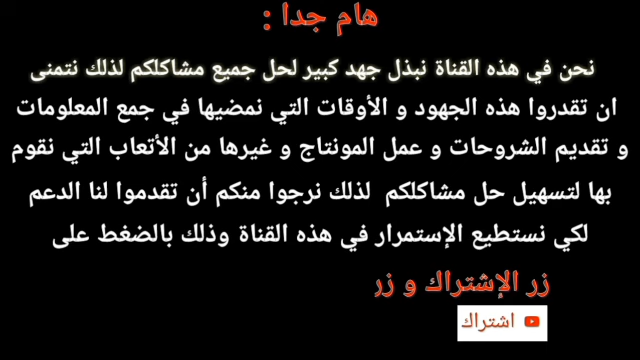 هام جدا :
نحن في هذه القناة نبذل جهد كبير لحل جميع مشاكلكم لذلك نتمنى
ان تقدروا هذه الجهود و الأوقات التي نمضيها في جمع المعلومات
و تقديم الشروحات و عمل المونتاج و غيرها من الأتعاب التي نقوم
بها لتسهيل حل مشاكلكم لذلك نرجوا منكم أن تقدموا لنا الدعم
لكي نستطيع الإستمرار في هذه القناة وذلك بالضغط على
زر الإشتراك و زر
اشتراك